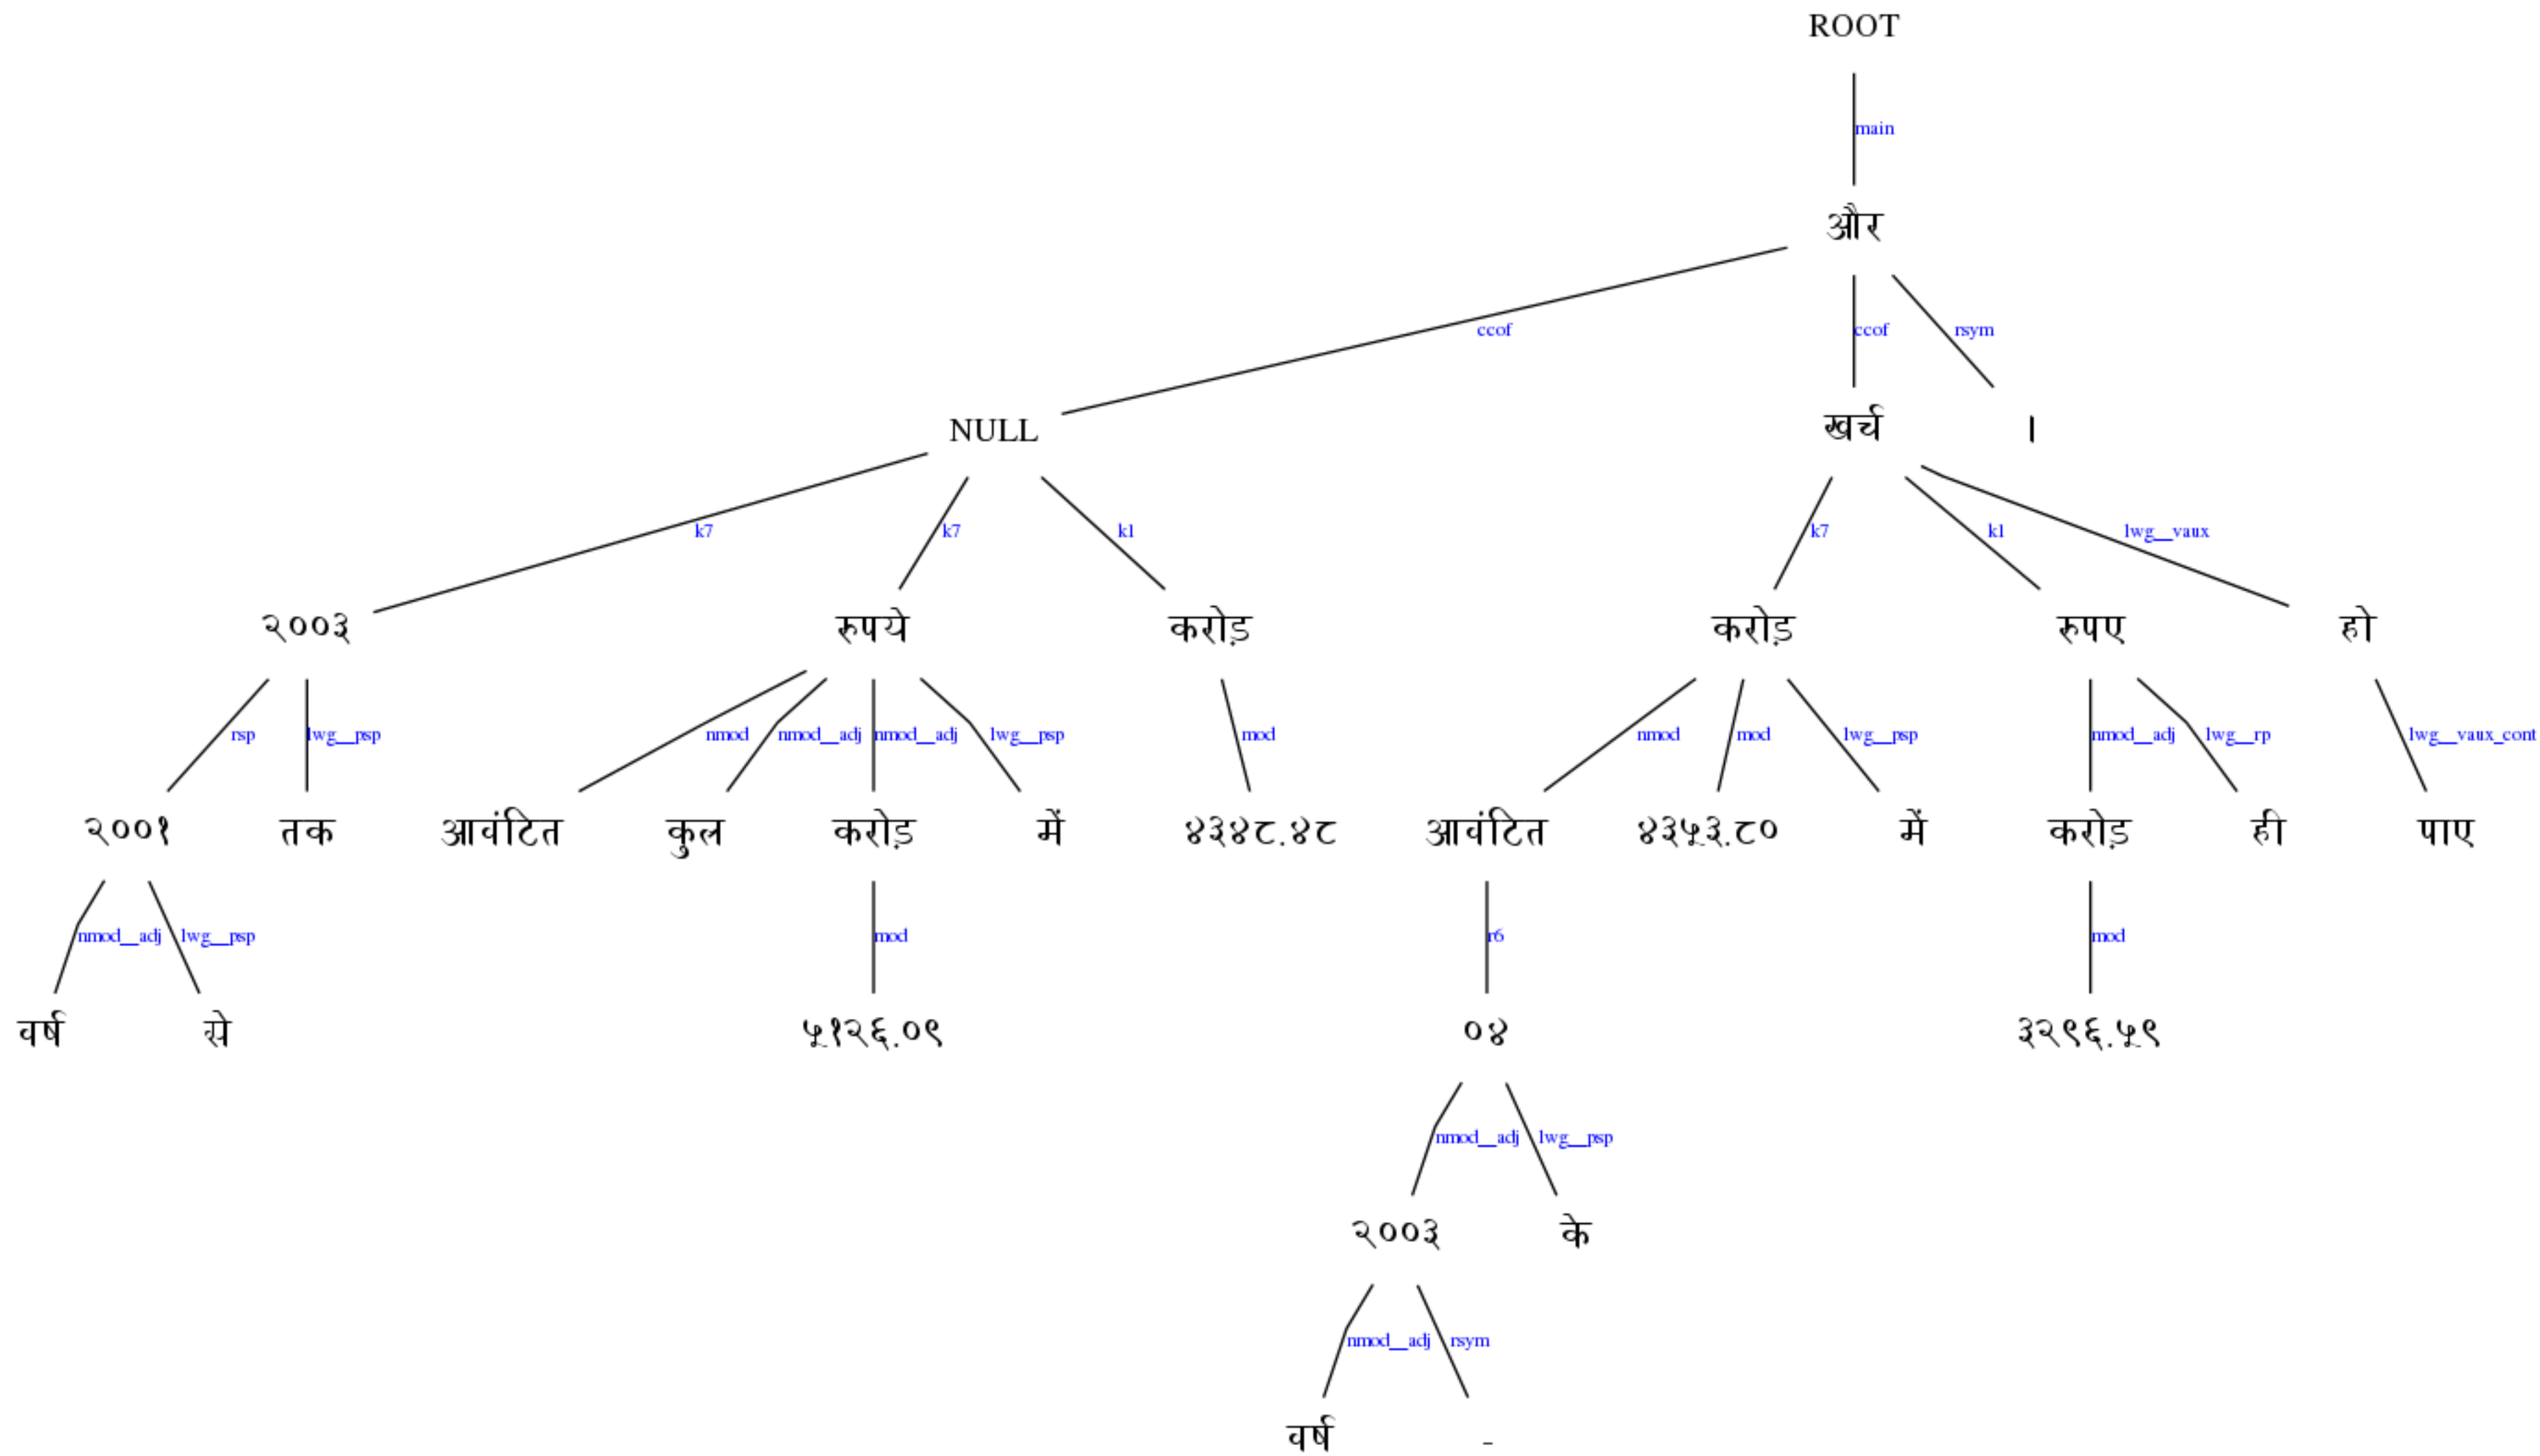 ROOT
main
और
ccof ccof rsym
NULL खर्च ।
k7 k7 k1 k7 k1 lwg__vaux
२००३ रुपये करोड़ करोड़ रुपए हो
rsp lwg__psp nmod nmod__adj nmod__adj lwg__psp mod nmod mod lwg__psp nmod__adj lwg__rp lwg__vaux_cont
२००१ तक आवंटित कुल करोड़ में ४३४८.४८ आवंटित ४३५३.८० में करोड़ ही पाए
nmod__adj lwg__psp mod r6 mod
वर्ष से ५१२६.०९ ०४ ३२९६.५९
nmod__adj lwg__psp
२००३ के
nmod__adj rsym
वर्ष -